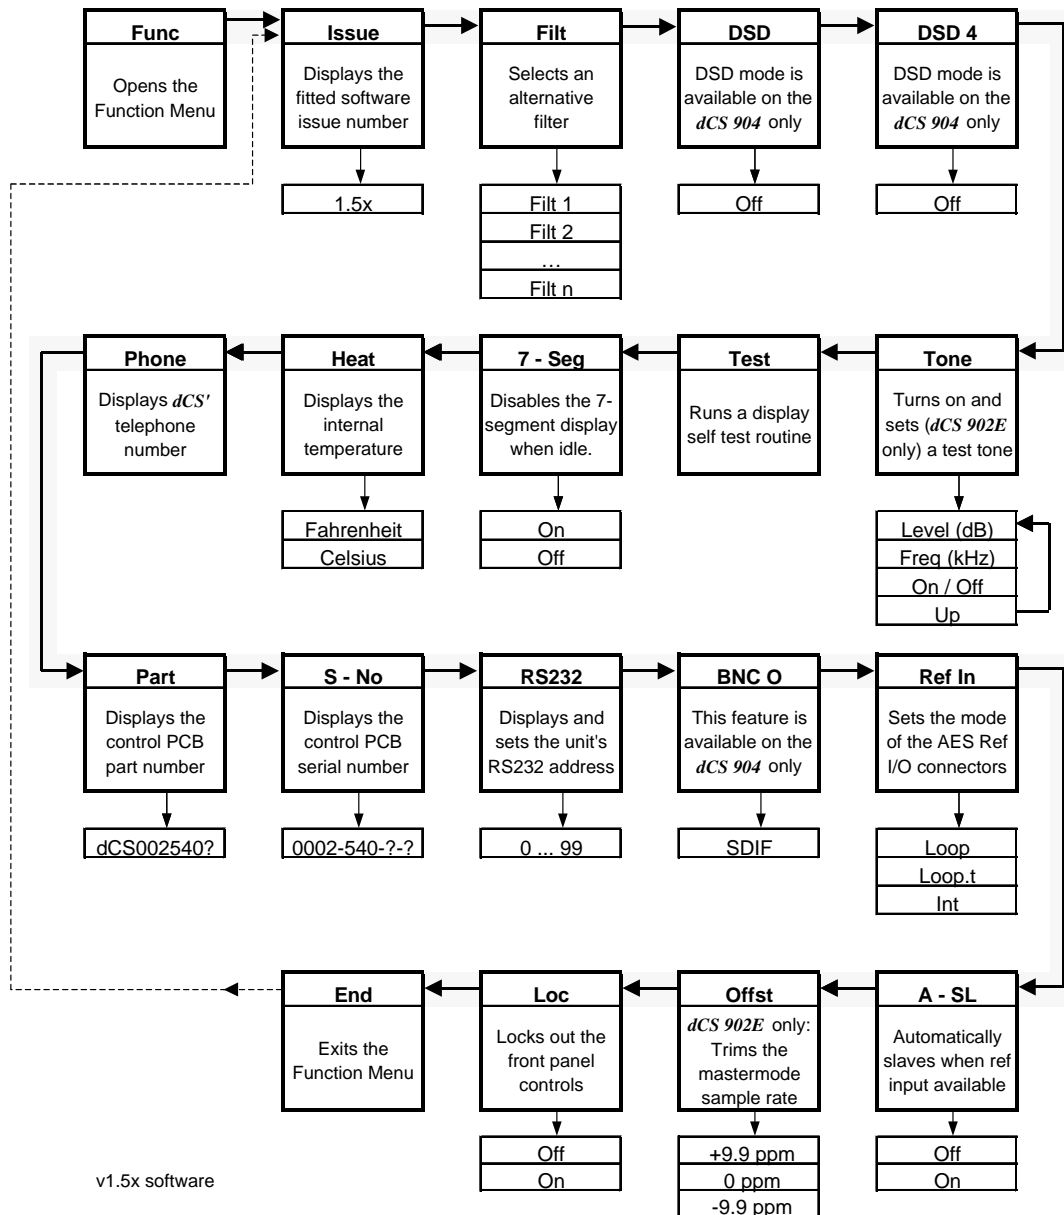 Func
Opens the
Function Menu
Issue
Displays the
fitted software
issue number
1.5x
Filt
Selects an
alternative
filter
Filt 1
Filt 2
...
Filt n
DSD
DSD mode is
available on the
dCS 904 only
Off
DSD 4
DSD mode is
available on the
dCS 904 only
Off
Tone
Turns on and
sets (dCS 902E
only) a test tone
Level (dB)
Freq (kHz)
On / Off
Up
Test
Runs a display
self test routine
7 - Seg
Disables the 7-
segment display
when idle.
On
Off
Heat
Displays the
internal
temperature
Fahrenheit
Celsius
Phone
Displays dCS'
telephone
number
Part
Displays the
control PCB
part number
dCS002540?
S - No
Displays the
control PCB
serial number
0002-540-?-?
RS232
Displays and
sets the unit's
RS232 address
0 ... 99
BNC O
This feature is
available on the
dCS 904 only
SDIF
Ref In
Sets the mode
of the AES Ref
I/O connectors
Loop
Loop.t
Int
A - SL
Automatically
slaves when ref
input available
Off
On
Offst
dCS 902E only:
Trims the
mastermode
sample rate
+9.9 ppm
0 ppm
-9.9 ppm
Loc
Locks out the
front panel
controls
Off
On
End
Exits the
Function Menu
v1.5x software